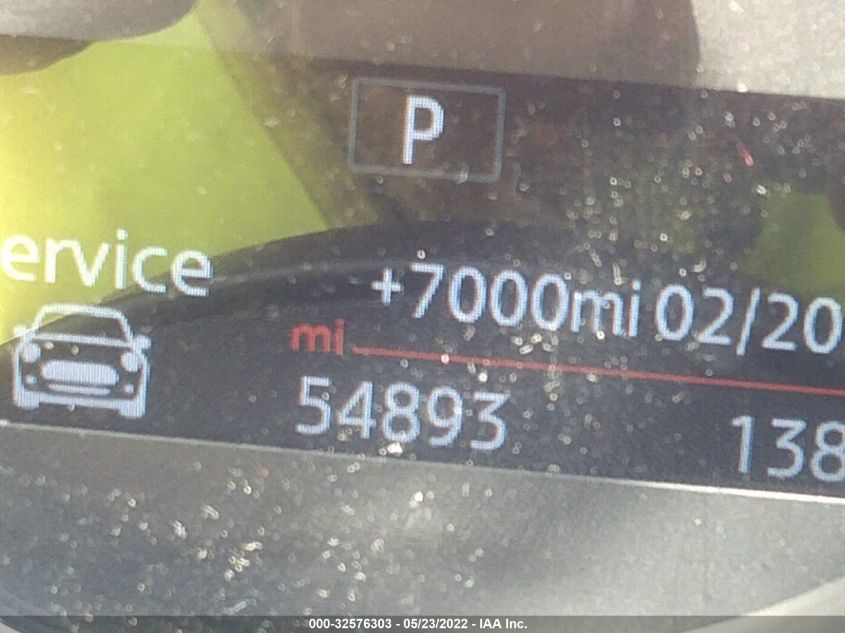 P
ervice +7000mi 02/20
mi
54893 138
000-32576303 - 05/23/2022 - IAA Inc.